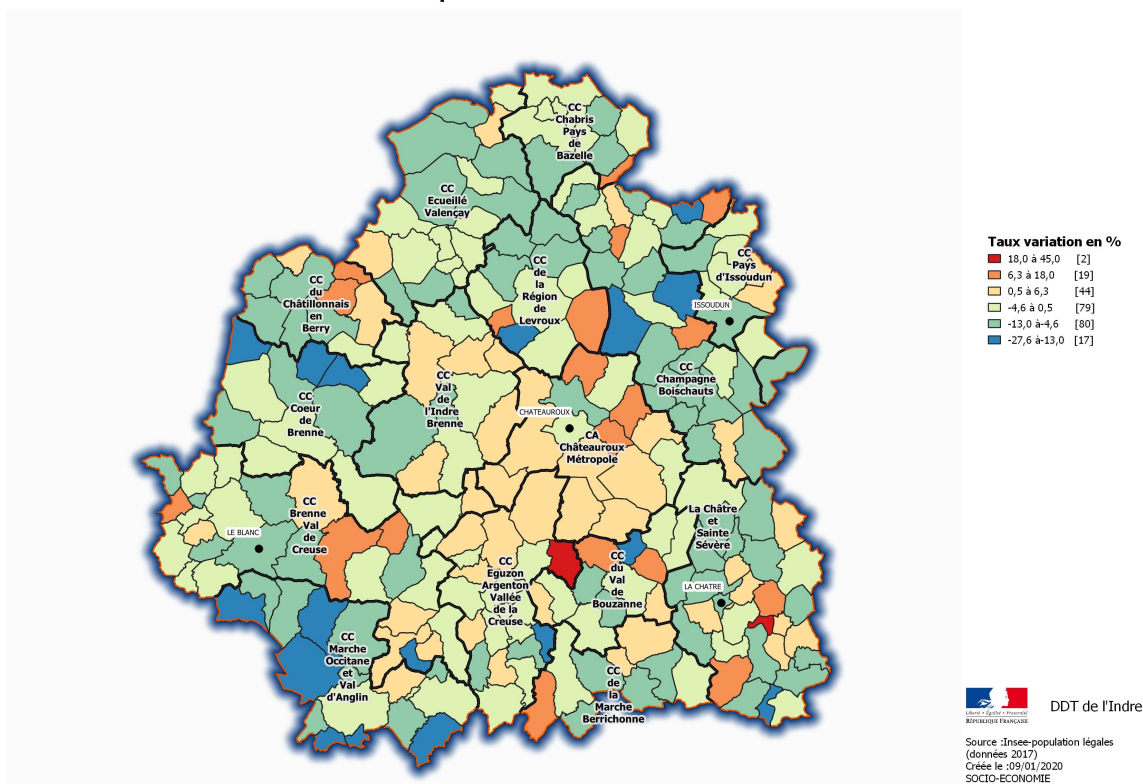 CC
Chabris
Pays
de
Bazelle
CC
Ecueillé
Valençay
CC
Pays
d'Issoudun
CC
de
la
Région
de
Levroux
CC
du
Châtillonnais
en
Berry
ISSOUDUN
CC
Champagne
Boischauts
CC
Val
de
l'Indre
Brenne
CC
Coeur
de
Brenne
CHATEAUROUX
CA
Châteauroux
Métropole
CC
Brenne
Val
de
Creuse
LE BLANC
La Châtre
et
Sainte
Sévère
CC
Eguzon
Argenton
Vallée
de la
Creuse
CC
du
Val
de
Bouzanne
LA CHATRE
CC
Marche
Occitane
et
Val
d'Anglin
CC
de
la
Marche
Berrichonne
Taux variation en %
18,0 à 45,0 [2]
6,3 à 18,0 [19]
0,5 à 6,3 [44]
-4,6 à 0,5 [79]
-13,0 à-4,6 [80]
-27,6 à-13,0 [17]
Liberté • Égalité • Fraternité
RÉPUBLIQUE FRANÇAISE
DDT de l'Indre
Source :Insee-population légales
(données 2017)
Créée le :09/01/2020
SOCIO-ECONOMIE